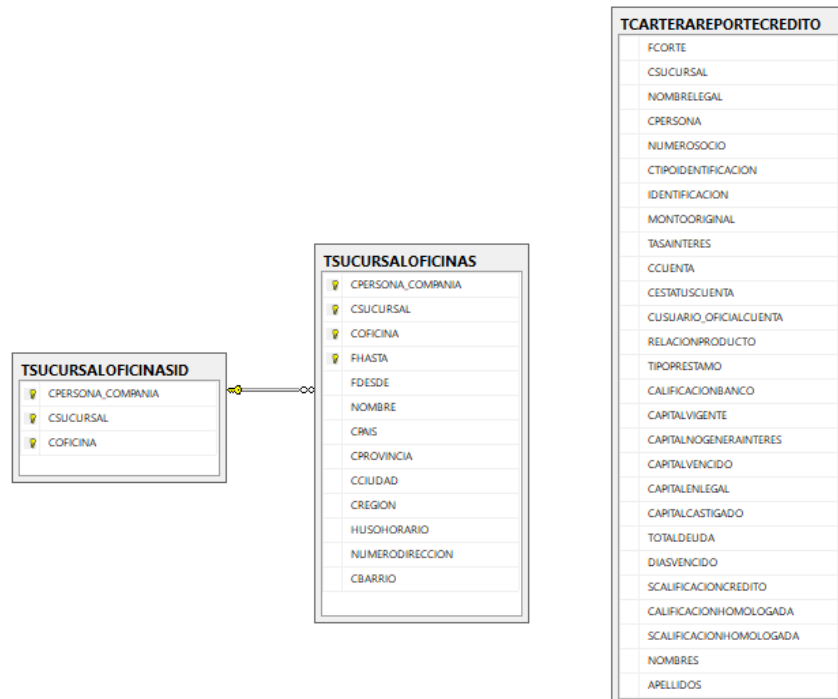 TSUCURSALOFICINASID
CPERSONA_COMPANIA
CSUCURSAL
COFICINA
TSUCURSALOFICINAS
CPERSONA_COMPANIA
CSUCURSAL
COFICINA
FHASTA
FDESDE
NOMBRE
CPAIS
CPROVINCIA
CCIUDAD
CREGION
HUSOHORARIO
NUMERODIRECCION
CBARRIO
TCARTERAREPORTECREDITO
FCORTE
CSUCURSAL
NOMBRELEGAL
CPERSONA
NUMEROSOCIO
CTIPOIDENTIFICACION
IDENTIFICACION
MONTOORIGINAL
TASAINTERES
CCUENTA
CESTATUSCUENTA
CUSUARIO_OFICIALCUENTA
RELACIONPRODUCTO
TIPOPRESTAMO
CALIFICACIONBANCO
CAPITALVIGENTE
CAPITALNOGENERAINTERES
CAPITALVENCIDO
CAPITALENLEGAL
CAPITALCASTIGADO
TOTALDEUDA
DIASVENCIDO
SCALIFICACIONCREDITO
CALIFICACIONHOMOLOGADA
SCALIFICACIONHOMOLOGADA
NOMBRES
APELLIDOS